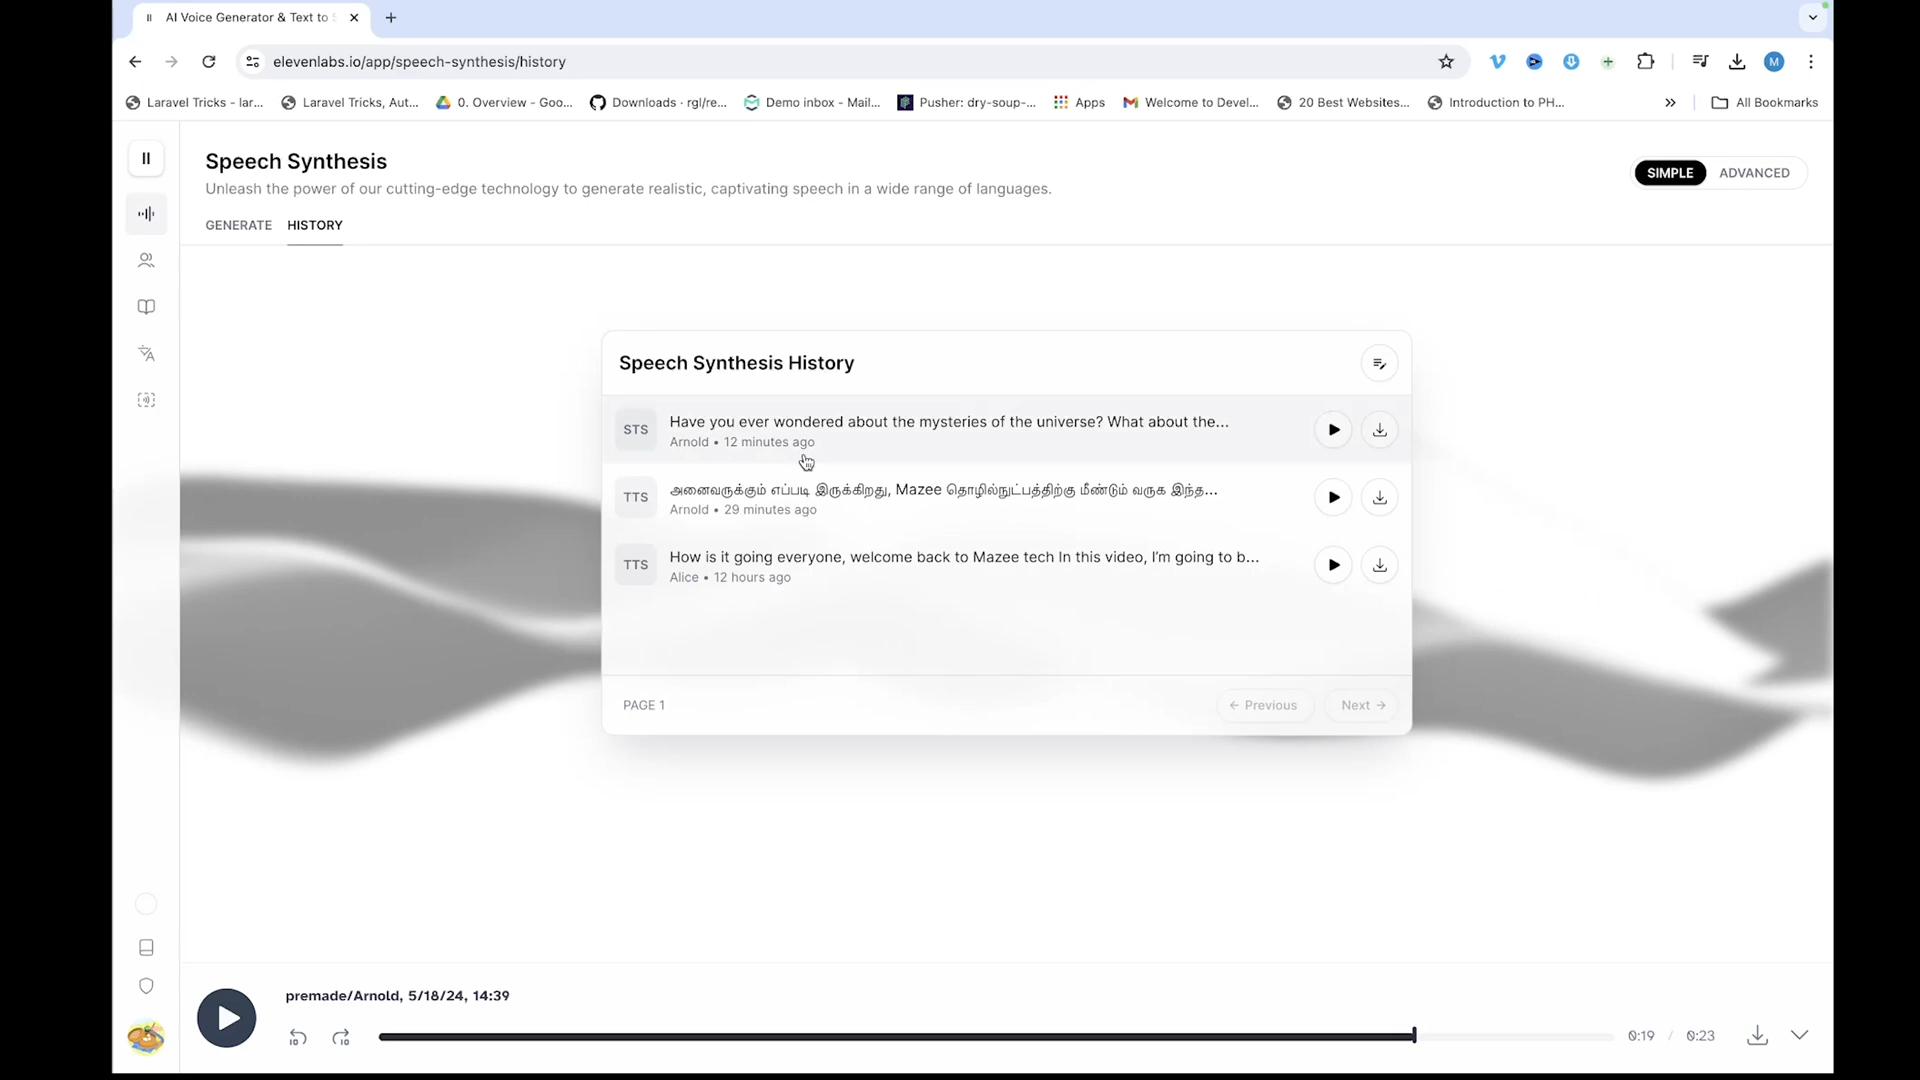 AI Voice Generator & Text to
elevenlabs.io/app/speech-synthesis/history
M
Laravel Tricks - lar...
Laravel Tricks, Aut...
0. Overview - Goo...
Downloads · rgl/re...
Demo inbox - Mail...
Pusher: dry-soup-...
Apps
Welcome to Devel...
20 Best Websites...
Introduction to PH...
All Bookmarks
Speech Synthesis
Unleash the power of our cutting-edge technology to generate realistic, captivating speech in a wide range of languages.
SIMPLE
ADVANCED
GENERATE
HISTORY
Speech Synthesis History
STS
Have you ever wondered about the mysteries of the universe? What about the...
Arnold • 12 minutes ago
TTS
அனைவருக்கும் எப்படி இருக்கிறது, Mazee தொழில்நுட்பத்திற்கு மீண்டும் வருக இந்த...
Arnold • 29 minutes ago
TTS
How is it going everyone, welcome back to Mazee tech In this video, I'm going to b...
Alice • 12 hours ago
PAGE 1
Previous
Next
premade/Arnold, 5/18/24, 14:39
10
10
0:19 / 0:23